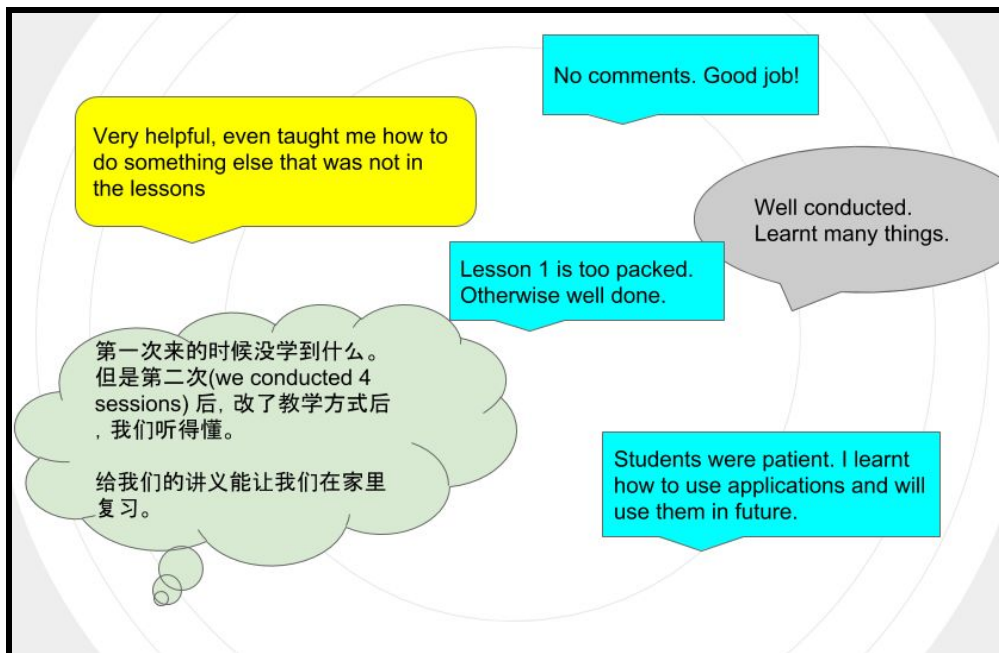 No comments. Good job!
Very helpful, even taught me how to
do something else that was not in
the lessons
Well conducted.
Learnt many things.
Lesson 1 is too packed.
Otherwise well done.
第一次来的时候没学到什么。
但是第二次(we conducted 4
sessions) 后, 改了教学方式后
, 我们听得懂。
给我们的讲义能让我们在家里
复习。
Students were patient. I learnt
how to use applications and will
use them in future.